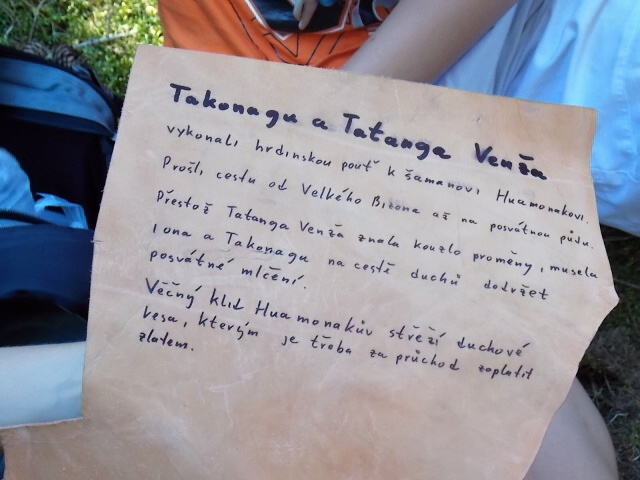 Takonagu a Tatanga Venža
vykonali hrdinskou pouť k šamanovi Huamonakovi.
Prošli cestu od Velkého Bizona až na posvátnou půdu.
Přestož Tatanga Venža znala kouzlo proměny, musela
i ona a Takonagu na cestě duchů dodržet
posvátné mlčení.
Věčný klid Huamonakův střeží duchové
lesa, kterým je třeba za průchod zaplatit
zlatem.